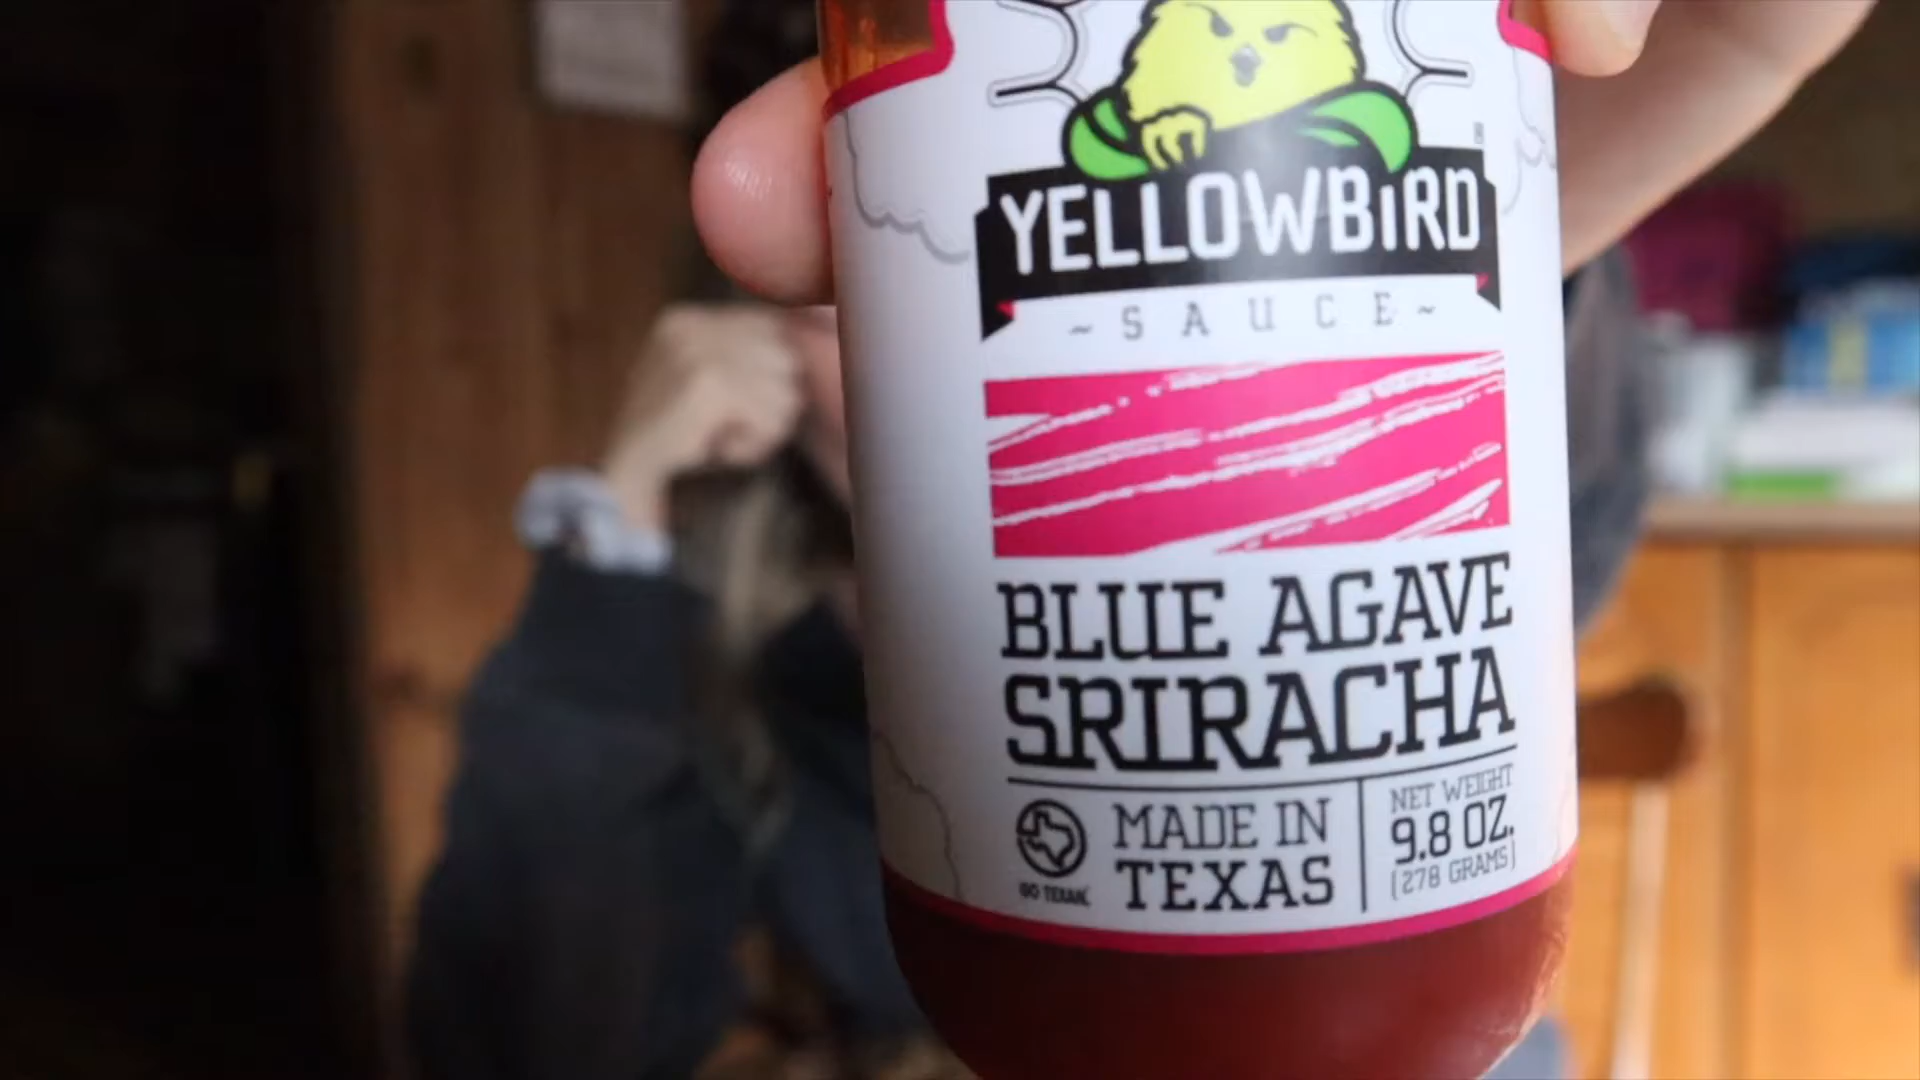 YELLOWBiRD
~ SAUCE ~
BLUE AGAVE
SRIRACHA
GO TEXAN
MADE IN
TEXAS
NET WEIGHT
9.8 OZ.
(278 GRAMS)